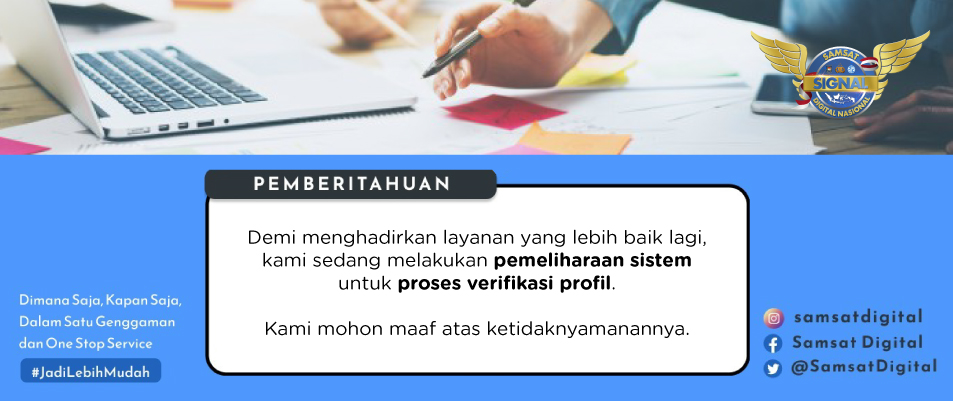 SAMSAT
SIGNAL
DIGITAL NASIONAL
PEMBERITAHUAN
Demi menghadirkan layanan yang lebih baik lagi,
kami sedang melakukan pemeliharaan sistem
untuk proses verifikasi profil.
Kami mohon maaf atas ketidaknyamanannya.
Dimana Saja, Kapan Saja,
Dalam Satu Genggaman
dan One Stop Service
#JadiLebihMudah
samsatdigital
Samsat Digital
@SamsatDigital